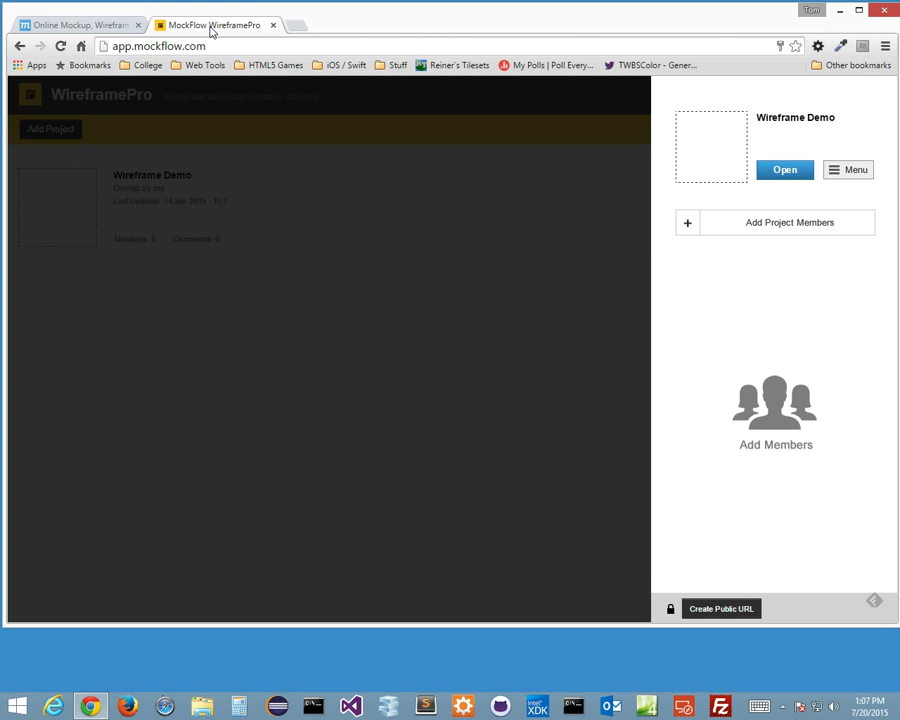 Tom
Online Mockup, Wirefram
MockFlow WireframePro
app.mockflow.com
Apps
Bookmarks
College
Web Tools
HTML5 Games
iOS / Swift
Stuff
Reiner's Tilesets
My Polls | Poll Every...
TWBSColor - Gener...
Other bookmarks
WireframePro
Add Project
Wireframe Demo
Owned by me
Last Updated: 14 Jan 2015 - 11:1
Members 0
Comments 0
Wireframe Demo
Open
Menu
+
Add Project Members
Add Members
Create Public URL
1:07 PM
7/20/2015